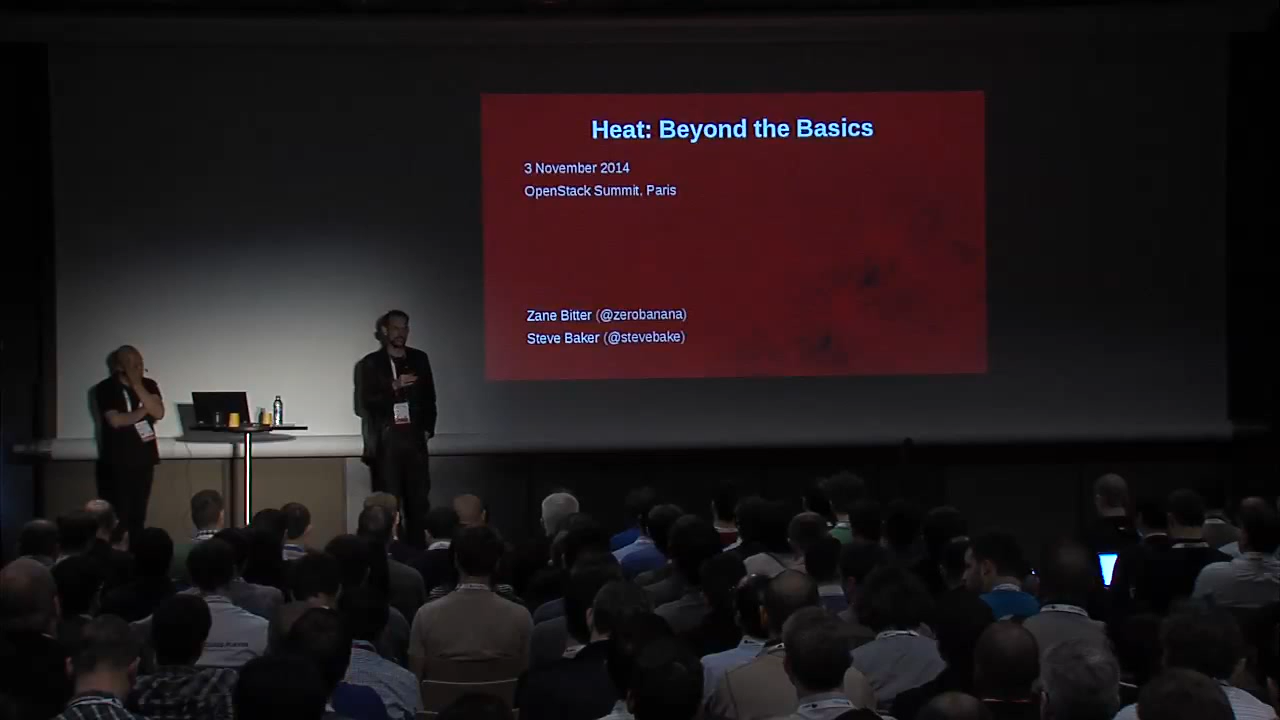 Heat: Beyond the Basics
3 November 2014
OpenStack Summit, Paris
Zane Bitter (@zerobanana)
Steve Baker (@stevebake)